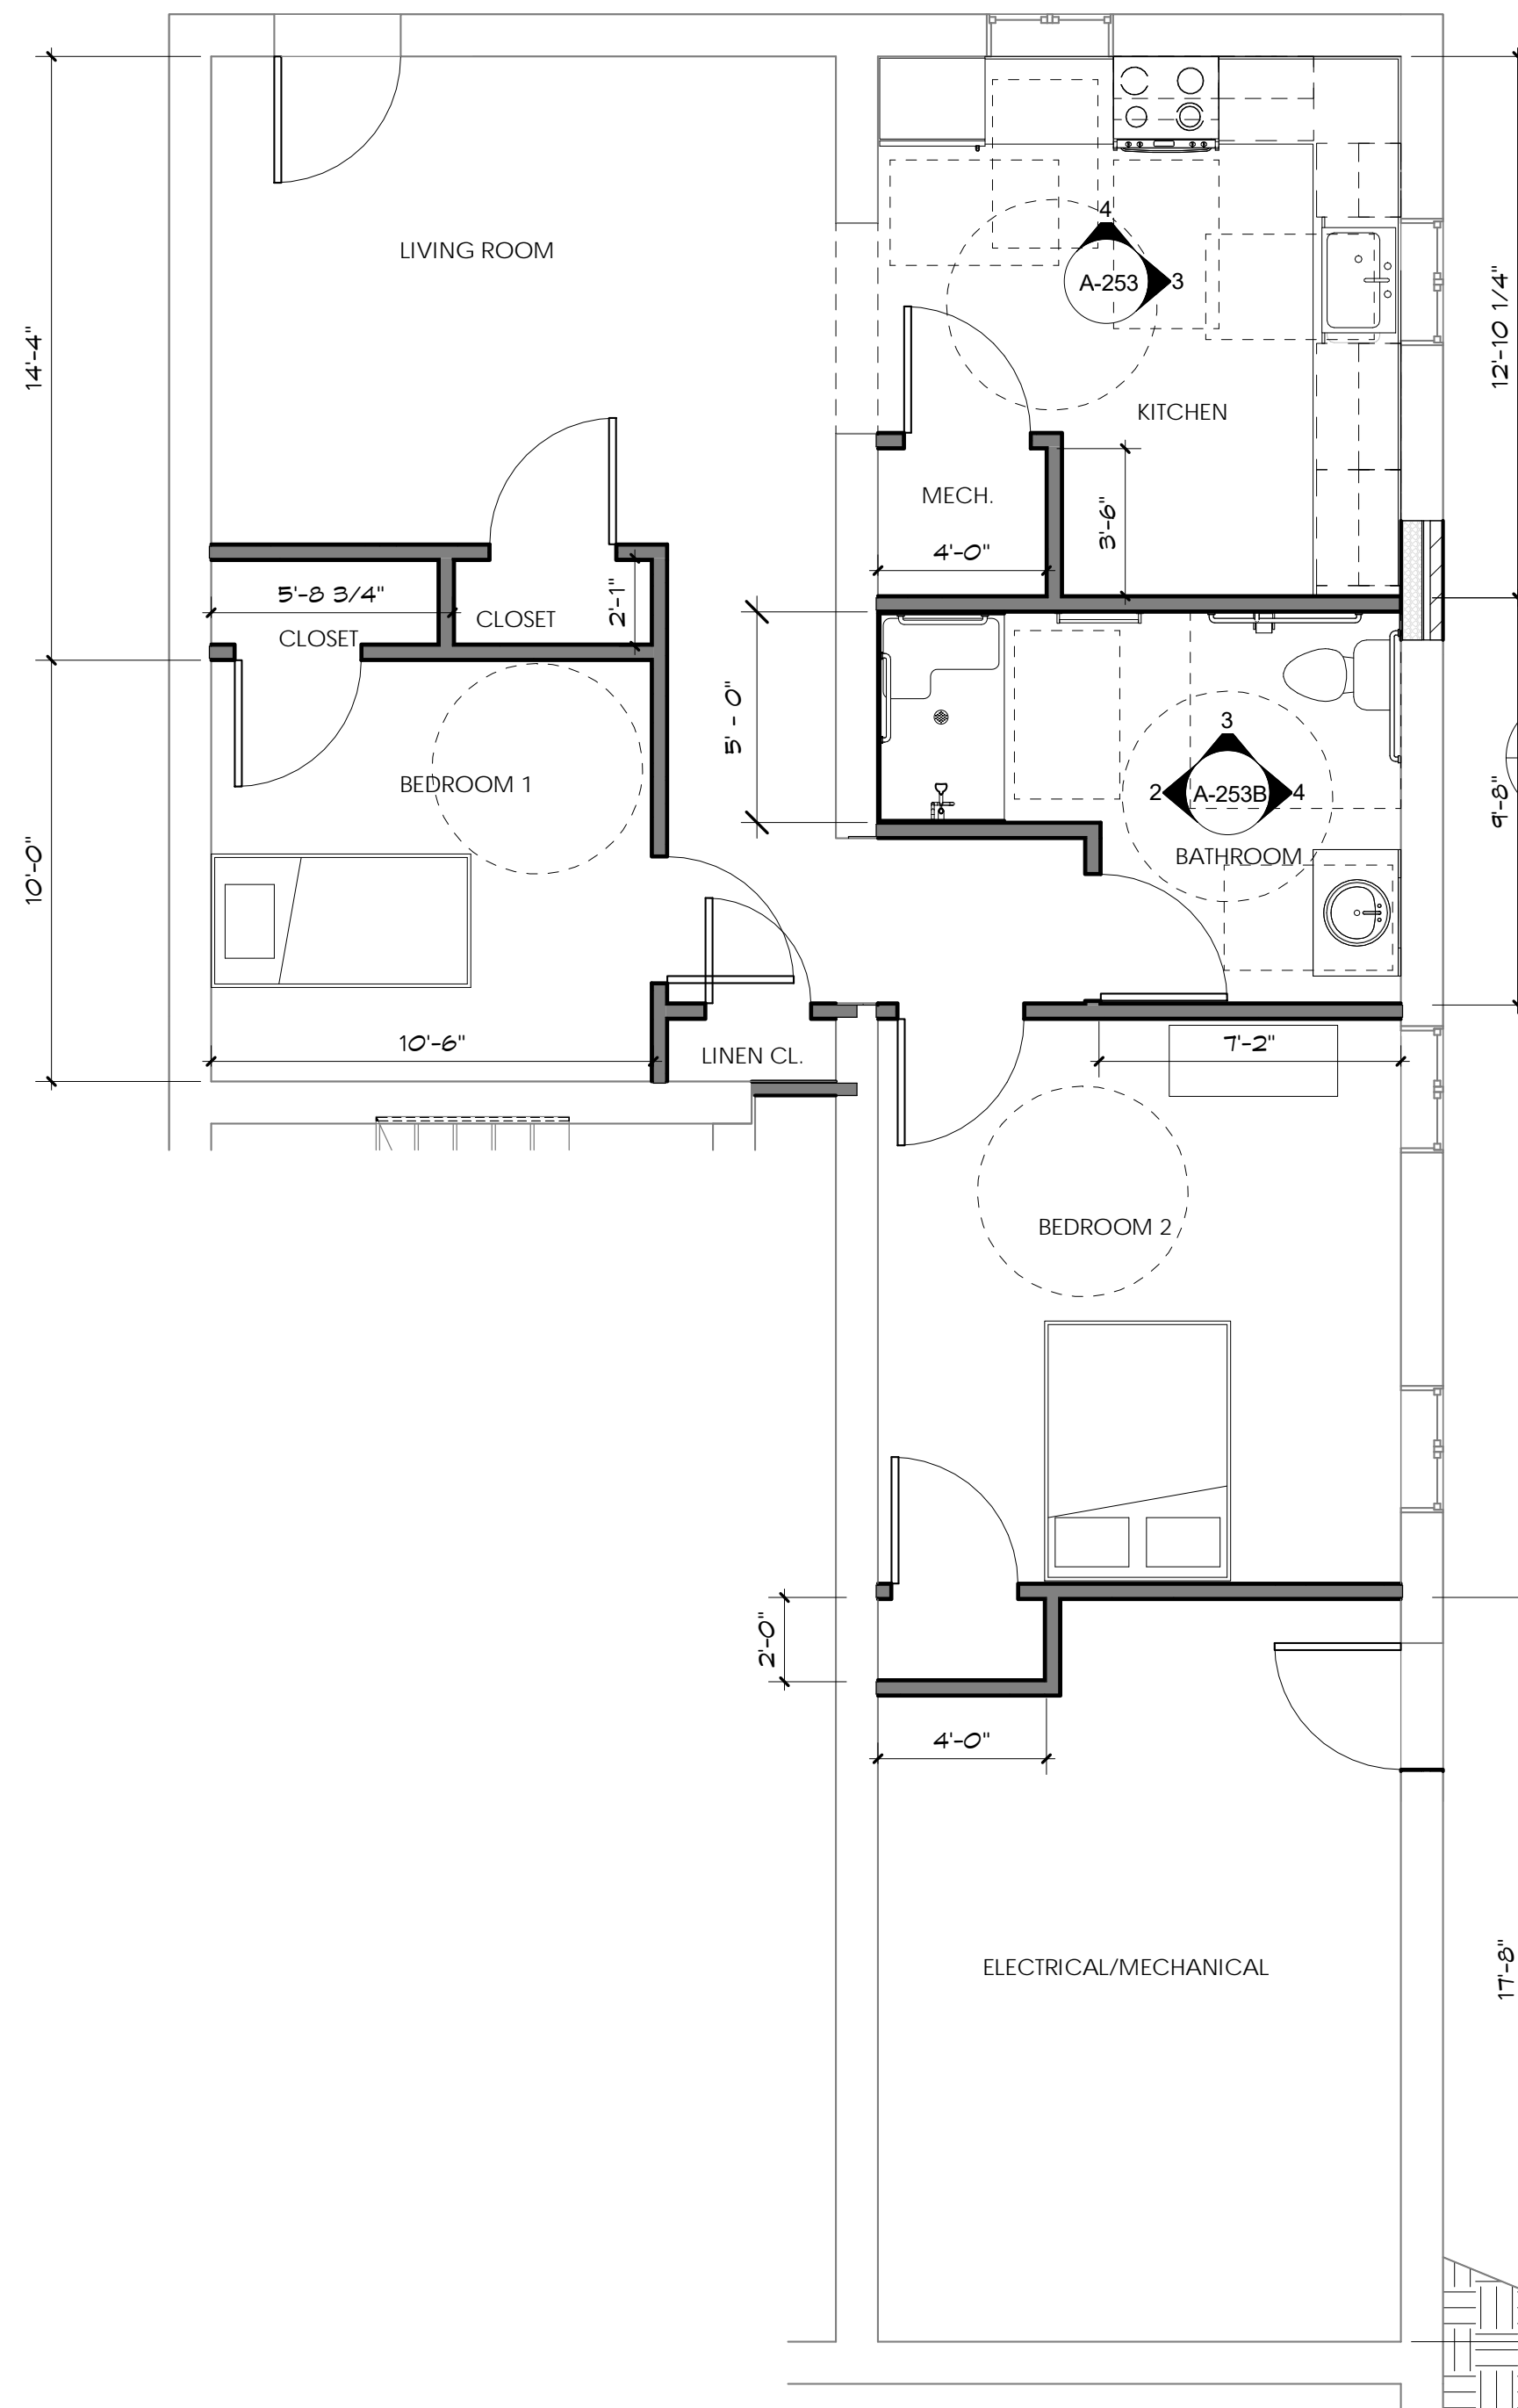 4
LIVING ROOM
A-253
3
12'-10 1/4"
14'-4"
KITCHEN
MECH.
3'-6"
4'-0"
5'-8 3/4"
2'-1"
CLOSET
CLOSET
5' - 0"
3
BEDROOM 1
2
A-253B
4
9'-8"
BATHROOM
10'-0"
10'-6"
7'-2"
LINEN CL.
BEDROOM 2
2'-0"
4'-0"
ELECTRICAL/MECHANICAL
17'-8"